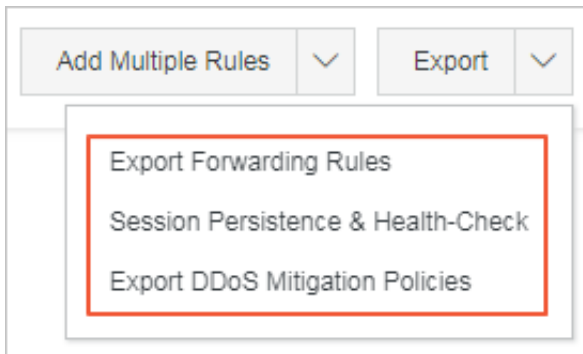 Add Multiple Rules Export
Export Forwarding Rules
Session Persistence & Health-Check
Export DDoS Mitigation Policies